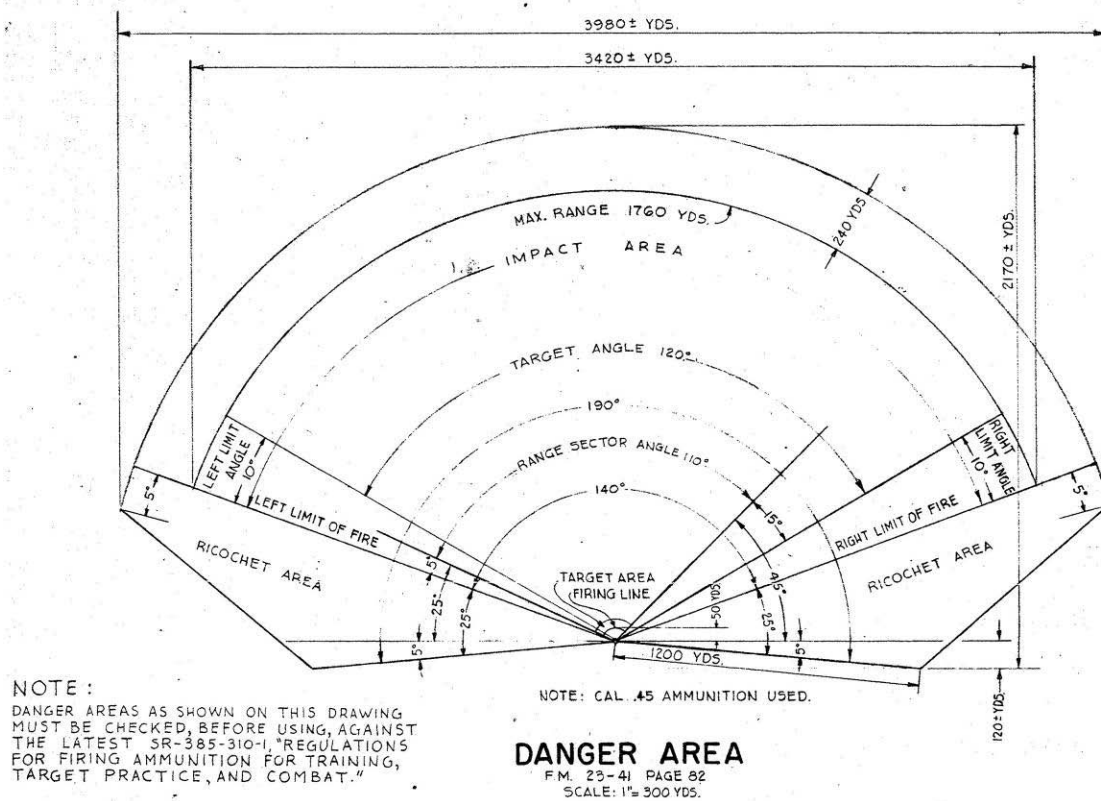 3980± YDS.
3420± YDS.
MAX. RANGE 1760 YDS.
240 YDS
2170± YDS.
IMPACT AREA
TARGET ANGLE 120°
190°
RANGE SECTOR ANGLE 110°
140°
LEFT LIMIT
ANGLE
10°
RIGHT
LIMIT ANGLE
10°
5°
5°
LEFT LIMIT OF FIRE
RIGHT LIMIT OF FIRE
15°
RICOCHET AREA
RICOCHET AREA
5°
TARGET AREA
FIRING LINE
50 YDS.
45°
25°
25°
25°
5°
5°
1200 YDS.
120± YDS.
NOTE: CAL. .45 AMMUNITION USED.
NOTE:
DANGER AREAS AS SHOWN ON THIS DRAWING
MUST BE CHECKED, BEFORE USING, AGAINST
THE LATEST SR-385-310-1, "REGULATIONS
FOR FIRING AMMUNITION FOR TRAINING,
TARGET PRACTICE, AND COMBAT."
DANGER AREA
F.M. 23-41 PAGE 82
SCALE: 1"= 300 YDS.